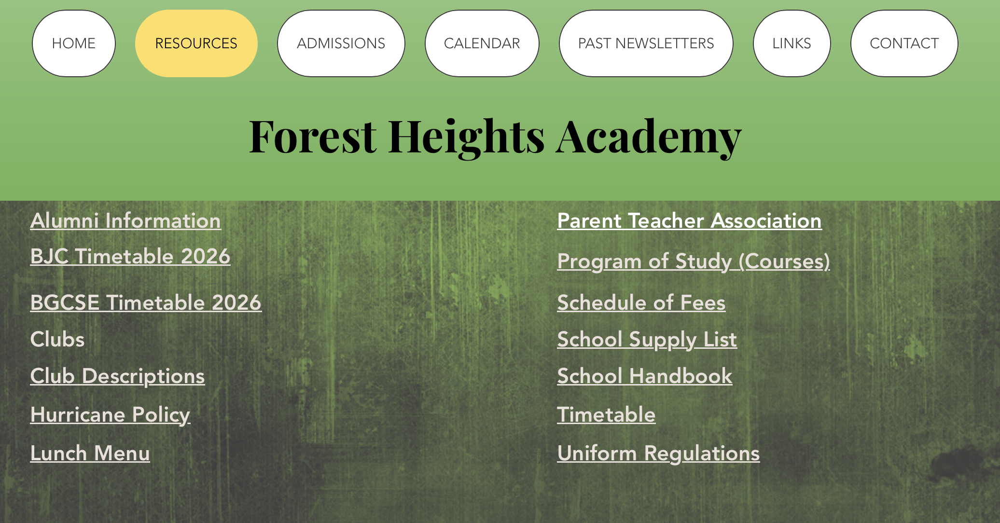 HOME
RESOURCES
ADMISSIONS
CALENDAR
PAST NEWSLETTERS
LINKS
CONTACT
Forest Heights Academy
Alumni Information
BJC Timetable 2026
BGCSE Timetable 2026
Clubs
Club Descriptions
Hurricane Policy
Lunch Menu
Parent Teacher Association
Program of Study (Courses)
Schedule of Fees
School Supply List
School Handbook
Timetable
Uniform Regulations